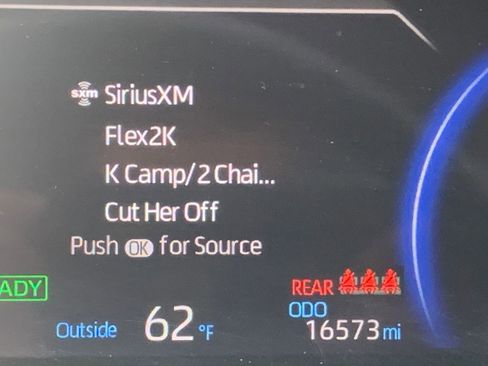 sxm SiriusXM
Flex2K
K Camp/2 Chai...
Cut Her Off
Push OK for Source
ADY
REAR
ODO
Outside 62 °F
16573 mi